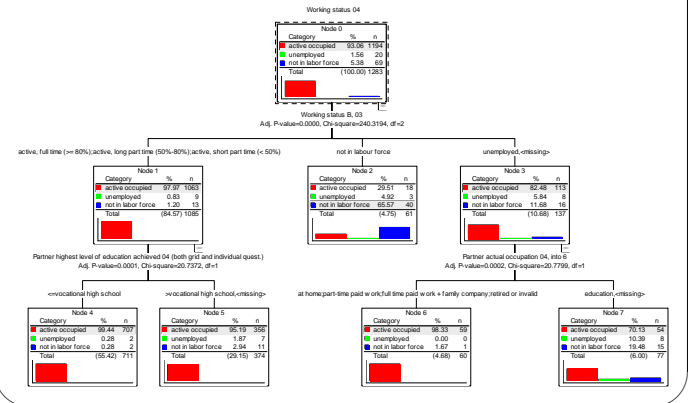 Working status 04
Node 0
Category % n
active occupied 93.06 1194
unemployed 1.56 20
not in labor force 5.38 69
Total (100.00) 1283
Working status B, 03
Adj. P-value=0.0000, Chi-square=240.3194, df=2
active, full time (>= 80%);active, long part time (50%-80%);active, short part time (< 50%)
not in labour force
unemployed,<missing>
Node 1
Category % n
active occupied 97.97 1063
unemployed 0.83 9
not in labor force 1.20 13
Total (84.57) 1085
Node 2
Category % n
active occupied 29.51 18
unemployed 4.92 3
not in labor force 65.57 40
Total (4.75) 61
Node 3
Category % n
active occupied 82.48 113
unemployed 5.84 8
not in labor force 11.68 16
Total (10.68) 137
Partner highest level of education achieved 04 (both grid and individual quest.)
Adj. P-value=0.0001, Chi-square=20.7372, df=1
Partner actual occupation 04, into 6
Adj. P-value=0.0002, Chi-square=20.7799, df=1
<=vocational high school
>vocational high school,<missing>
at home;part-time paid work;full time paid work + family company;retired or invalid
education,<missing>
Node 4
Category % n
active occupied 99.44 707
unemployed 0.28 2
not in labor force 0.28 2
Total (55.42) 711
Node 5
Category % n
active occupied 95.19 356
unemployed 1.87 7
not in labor force 2.94 11
Total (29.15) 374
Node 6
Category % n
active occupied 98.33 59
unemployed 0.00 0
not in labor force 1.67 1
Total (4.68) 60
Node 7
Category % n
active occupied 70.13 54
unemployed 10.39 8
not in labor force 19.48 15
Total (6.00) 77